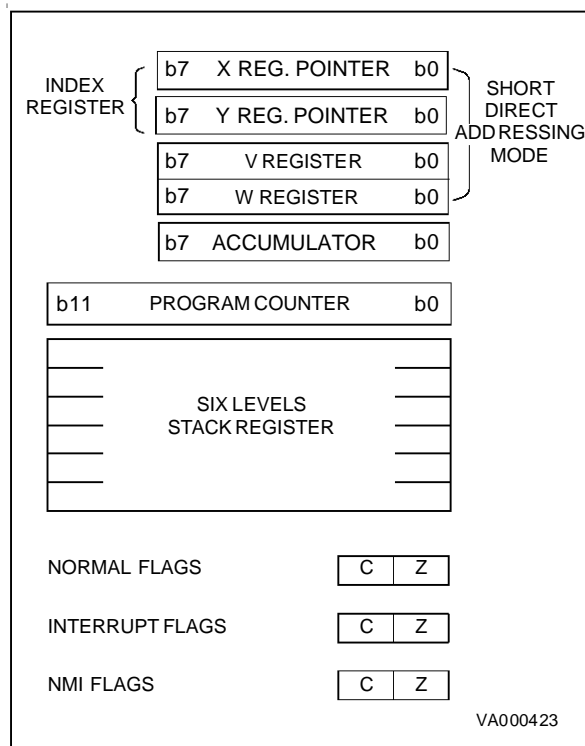 INDEX
REGISTER
b7 X REG. POINTER b0
b7 Y REG. POINTER b0
b7 V REGISTER b0
b7 W REGISTER b0
SHORT
DIRECT
ADDRESSING
MODE
b7 ACCUMULATOR b0
b11 PROGRAM COUNTER b0
SIX LEVELS
STACK REGISTER
NORMAL FLAGS C Z
INTERRUPT FLAGS C Z
NMI FLAGS C Z
VA000423